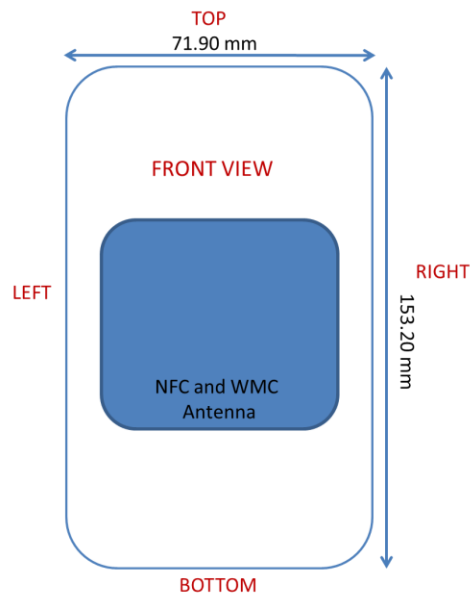 TOP
71.90 mm
FRONT VIEW
LEFT
RIGHT
153.20 mm
NFC and WMC
Antenna
BOTTOM